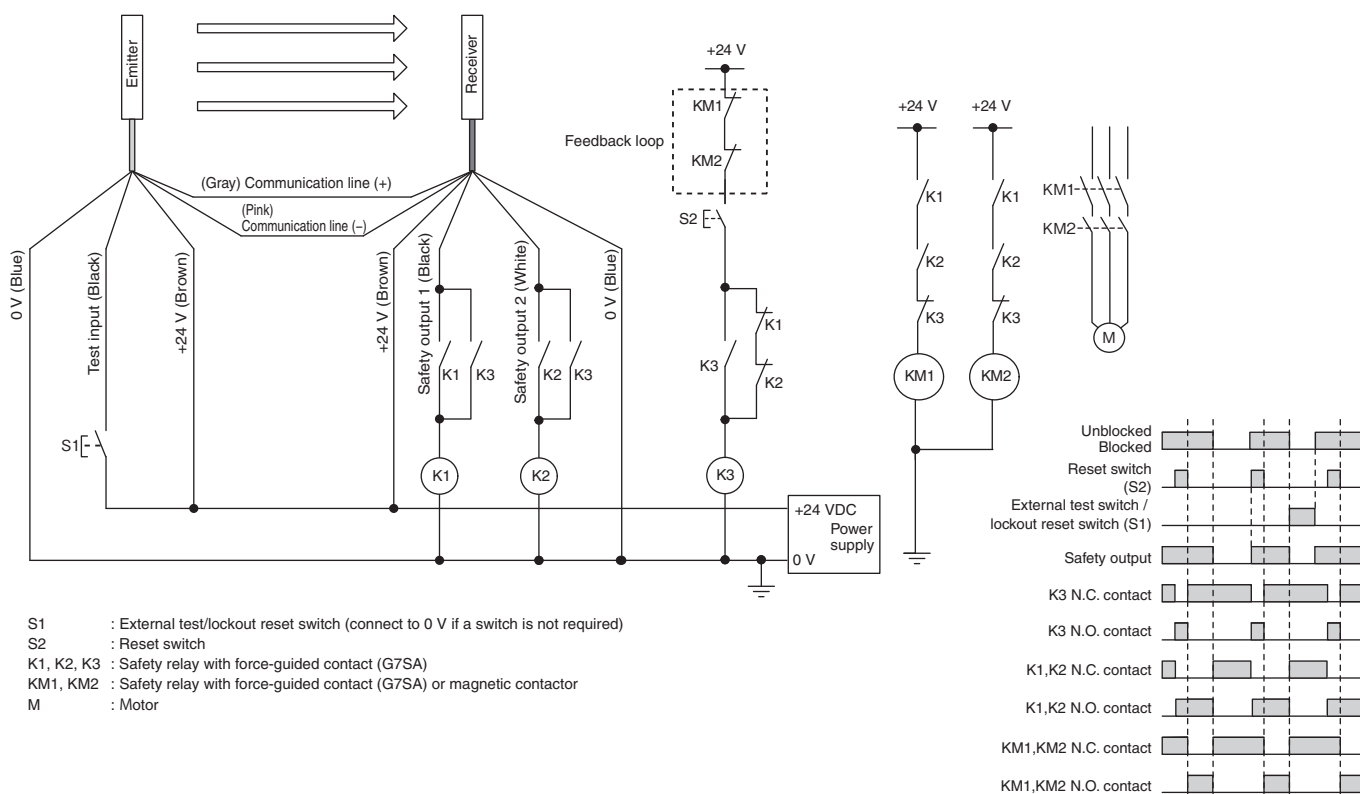 Emitter
Receiver
(Gray) Communication line (+)
(Pink)
Communication line (−)
0 V (Blue)
Test input (Black)
+24 V (Brown)
+24 V (Brown)
Safety output 1 (Black)
Safety output 2 (White)
0 V (Blue)
S1
K1
K3
K2
K3
K1
K2
+24 V
KM1
Feedback loop
KM2
S2
K1
K3
K2
K3
+24 VDC
Power
supply
0 V
+24 V
+24 V
K1
K1
K2
K2
K3
K3
KM1
KM2
KM1
KM2
M
Unblocked
Blocked
Reset switch
(S2)
External test switch /
lockout reset switch (S1)
Safety output
K3 N.C. contact
K3 N.O. contact
K1,K2 N.C. contact
K1,K2 N.O. contact
KM1,KM2 N.C. contact
KM1,KM2 N.O. contact
S1 : External test/lockout reset switch (connect to 0 V if a switch is not required)
S2 : Reset switch
K1, K2, K3 : Safety relay with force-guided contact (G7SA)
KM1, KM2 : Safety relay with force-guided contact (G7SA) or magnetic contactor
M : Motor